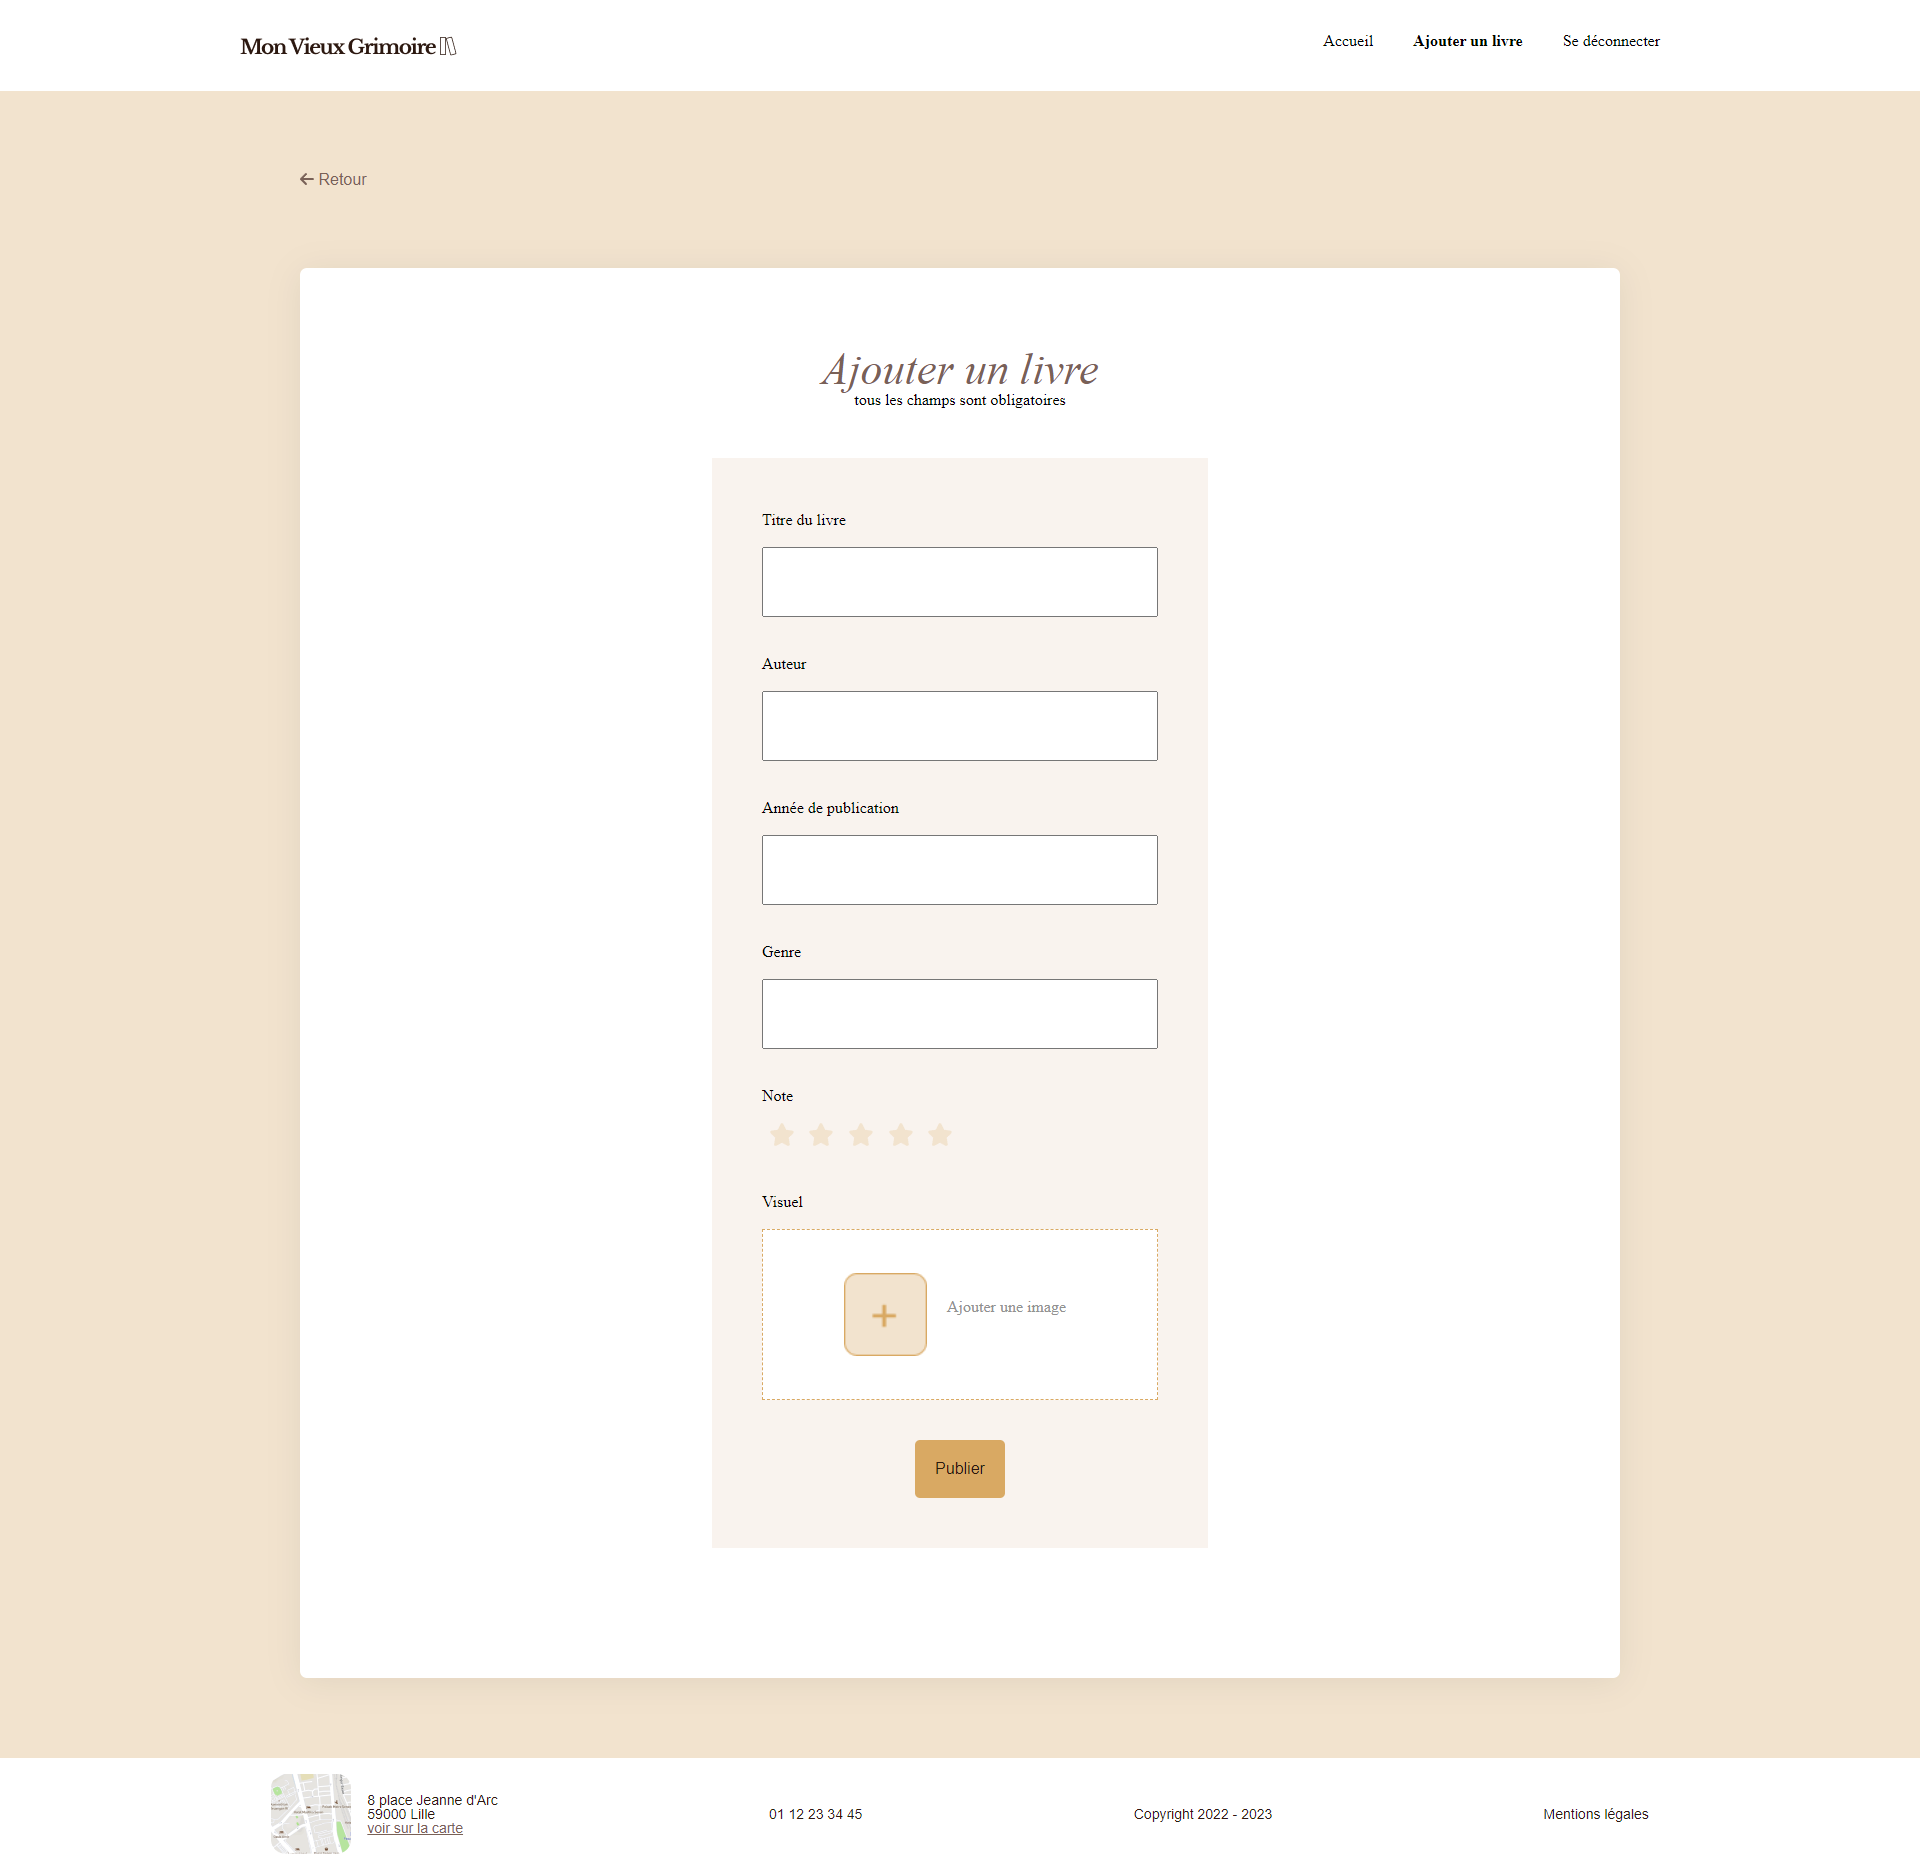 Mon Vieux Grimoire
Accueil
Ajouter un livre
Se déconnecter
Retour
Ajouter un livre
tous les champs sont obligatoires
Titre du livre
Auteur
Année de publication
Genre
Note
Visuel
Ajouter une image
Publier
8 place Jeanne d'Arc
59000 Lille
voir sur la carte
01 12 23 34 45
Copyright 2022 - 2023
Mentions légales